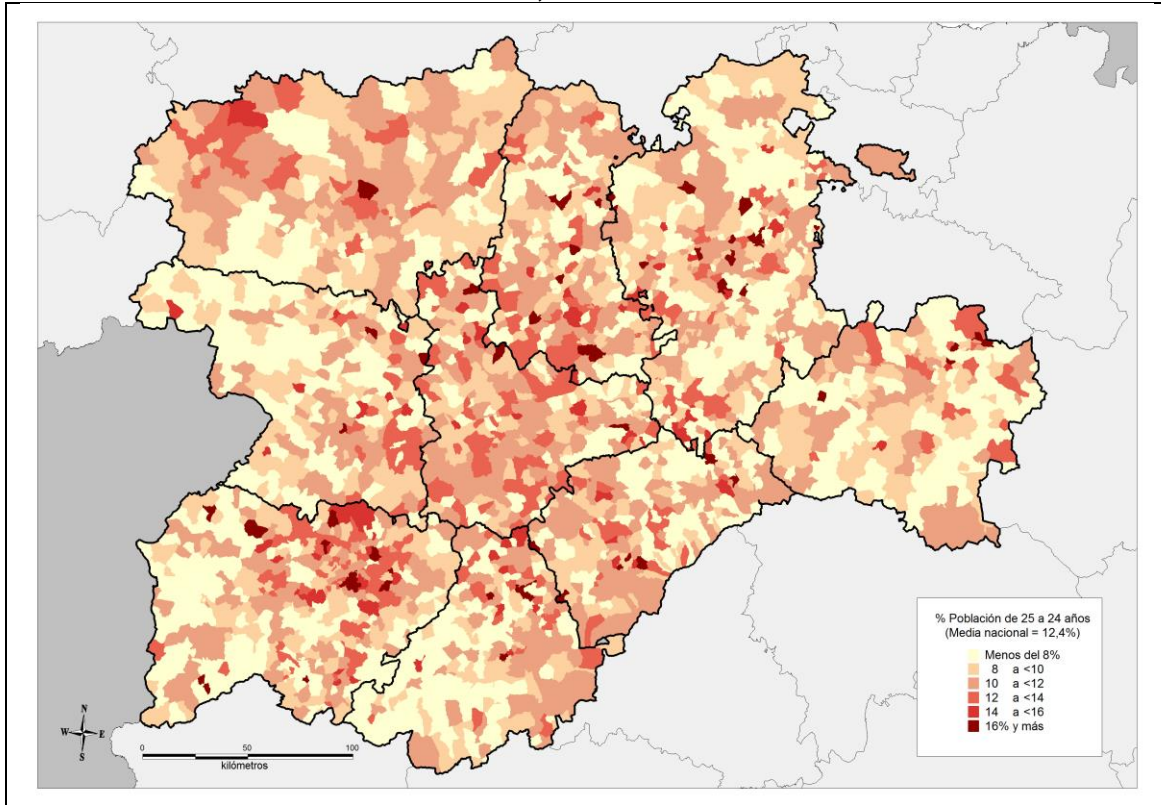 % Población de 25 a 24 años
(Media nacional = 12,4%)
Menos del 8%
8 a <10
10 a <12
12 a <14
14 a <16
16% y más
N
W E
S
0 50 100
kilómetros